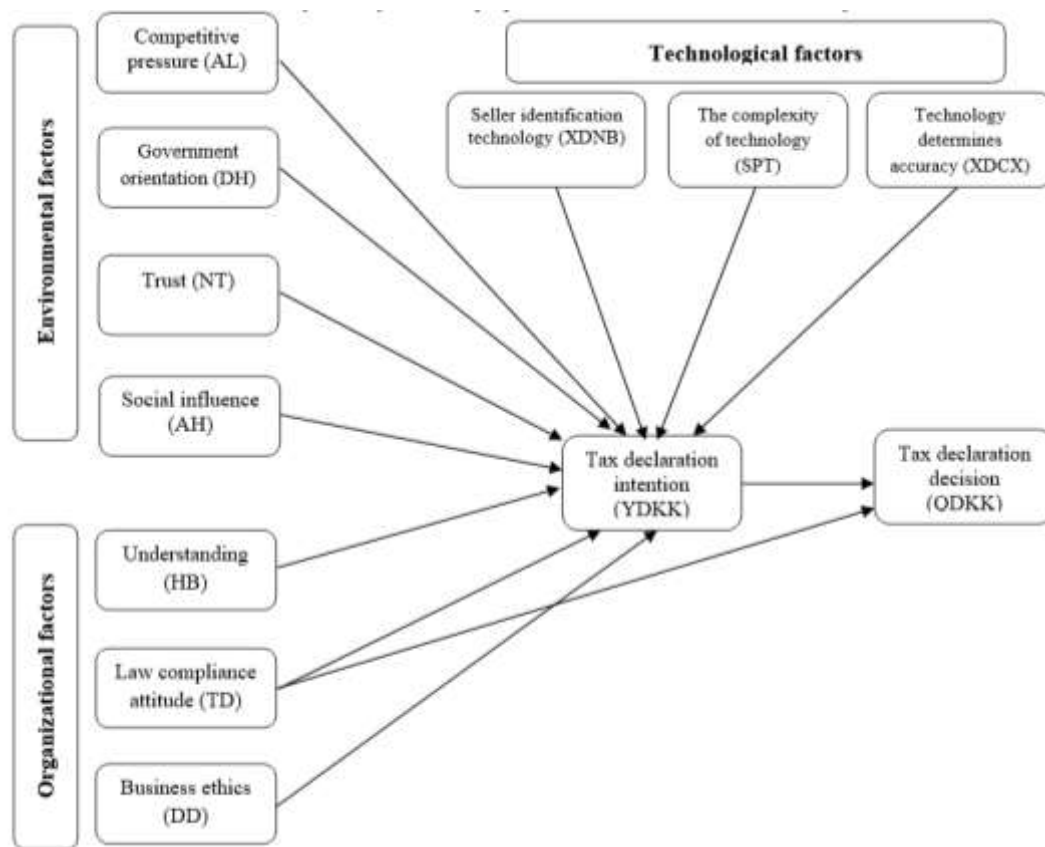 Environmental factors
Competitive
pressure (AL)
Government
orientation (DH)
Trust (NT)
Social influence
(AH)
Technological factors
Seller identification
technology (XDNB)
The complexity
of technology
(SPT)
Technology
determines
accuracy (XDCX)
Tax declaration
intention
(YDKK)
Tax declaration
decision
(QDKK)
Organizational factors
Understanding
(HB)
Law compliance
attitude (TD)
Business ethics
(DD)